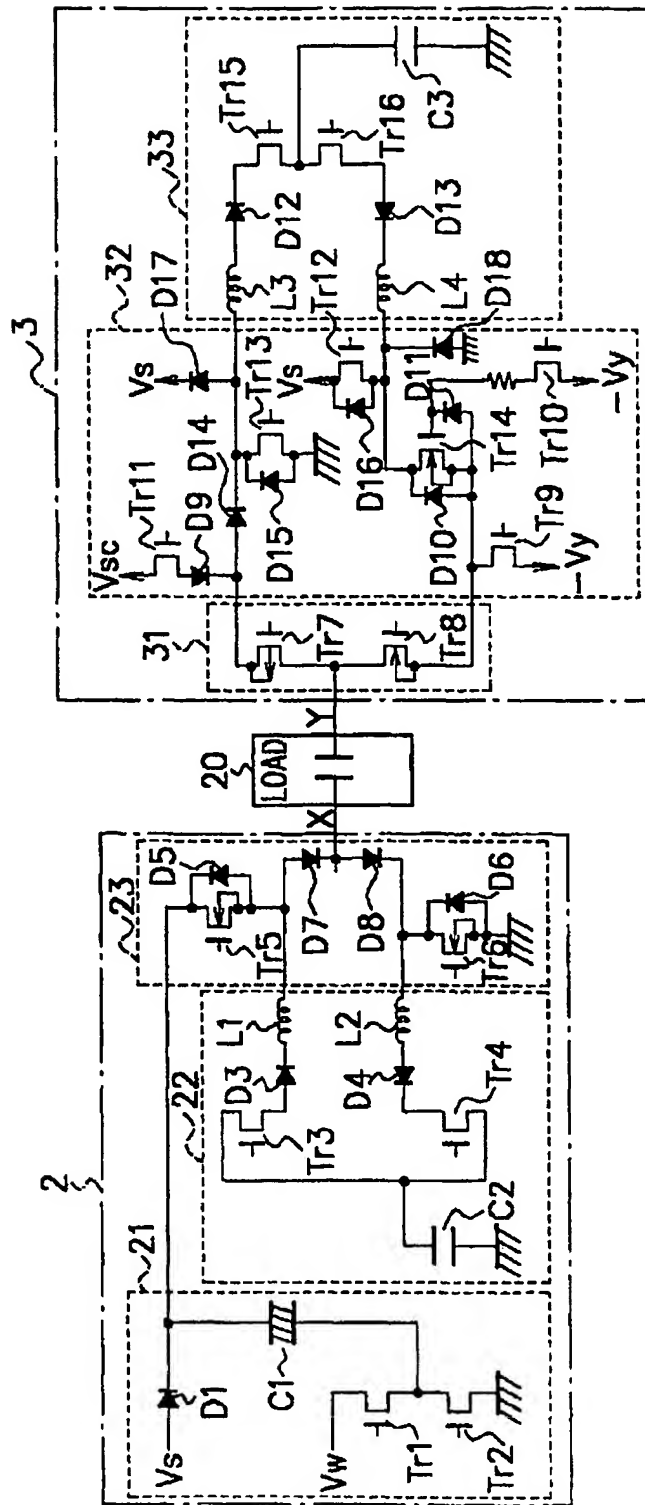 2
21
Vs
D1
C1
Vw
Tr1
Tr2
22
Tr3
D3
L1
D4
L2
Tr4
C2
23
D5
Tr5
D7
D8
D6
Tr6
X
20
LOAD
Y
3
31
Tr7
Tr8
32
Vsc
Tr11
D9
D14
Vs
D17
Tr13
D15
Vs
Tr12
D16
D18
D11
D10
Tr14
Tr10
Tr9
-Vy
-Vy
33
L3
D12
Tr15
Tr16
L4
D13
C3